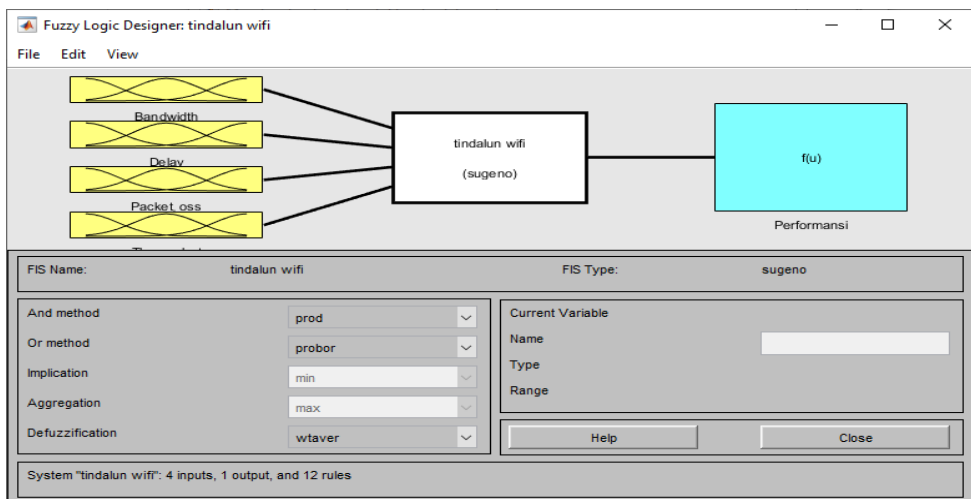 Fuzzy Logic Designer: tindalun wifi
File Edit View
Bandwidth
Delay
Packet oss
tindalun wifi
(sugeno)
f(u)
Performansi
FIS Name: tindalun wifi FIS Type: sugeno
And method prod
Or method probor
Implication min
Aggregation max
Defuzzification wtaver
Current Variable
Name
Type
Range
Help Close
System "tindalun wifi": 4 inputs, 1 output, and 12 rules